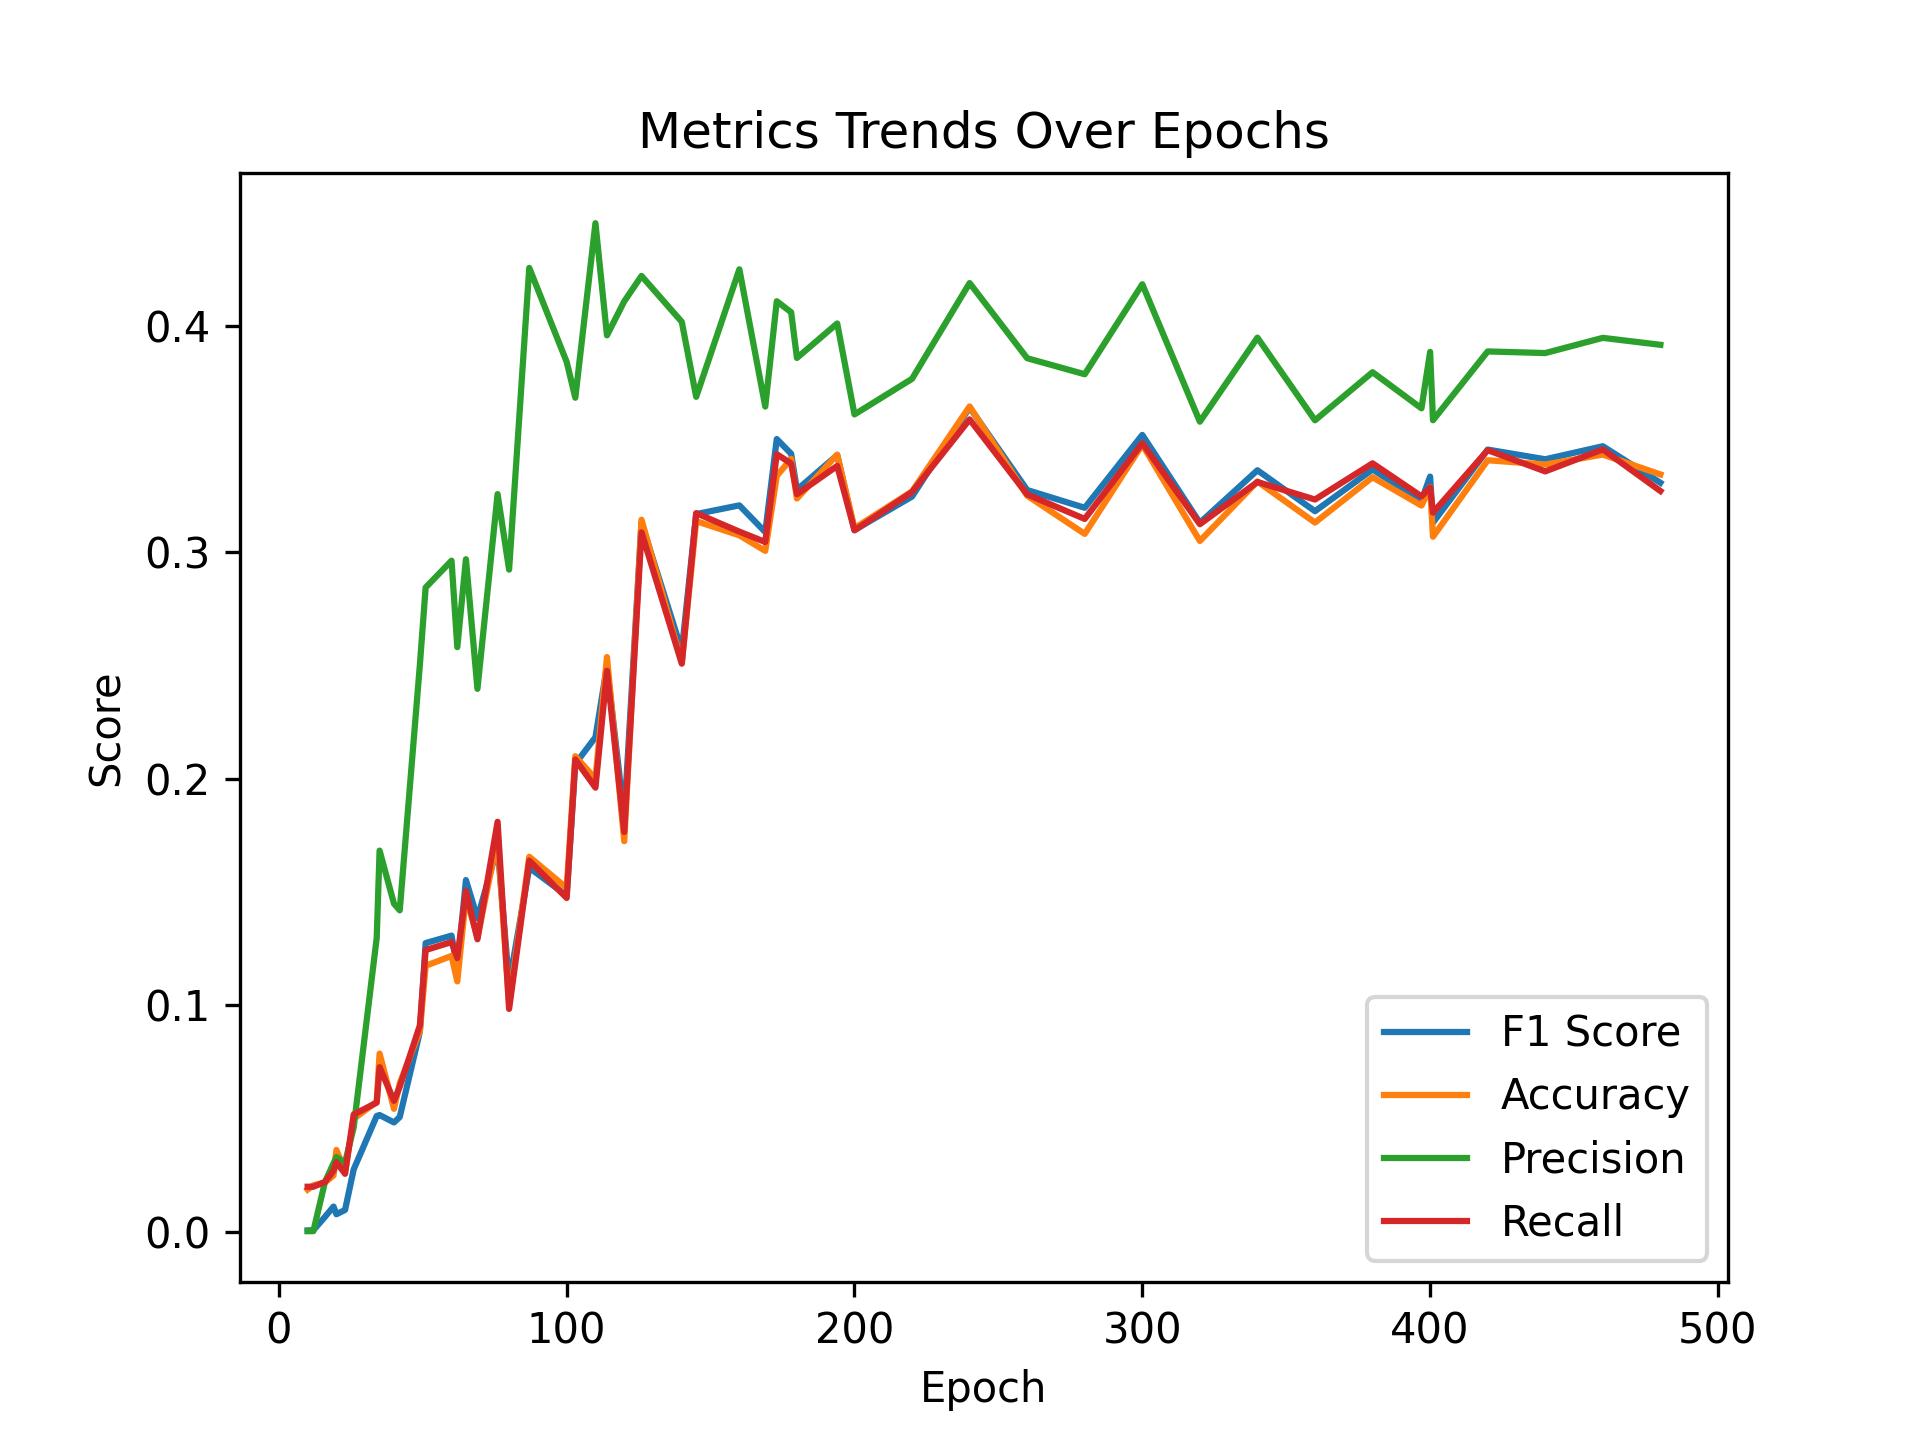 Metrics Trends Over Epochs
Score
0.4
0.3
0.2
0.1
0.0
0 100 200 300 400 500
Epoch
F1 Score
Accuracy
Precision
Recall